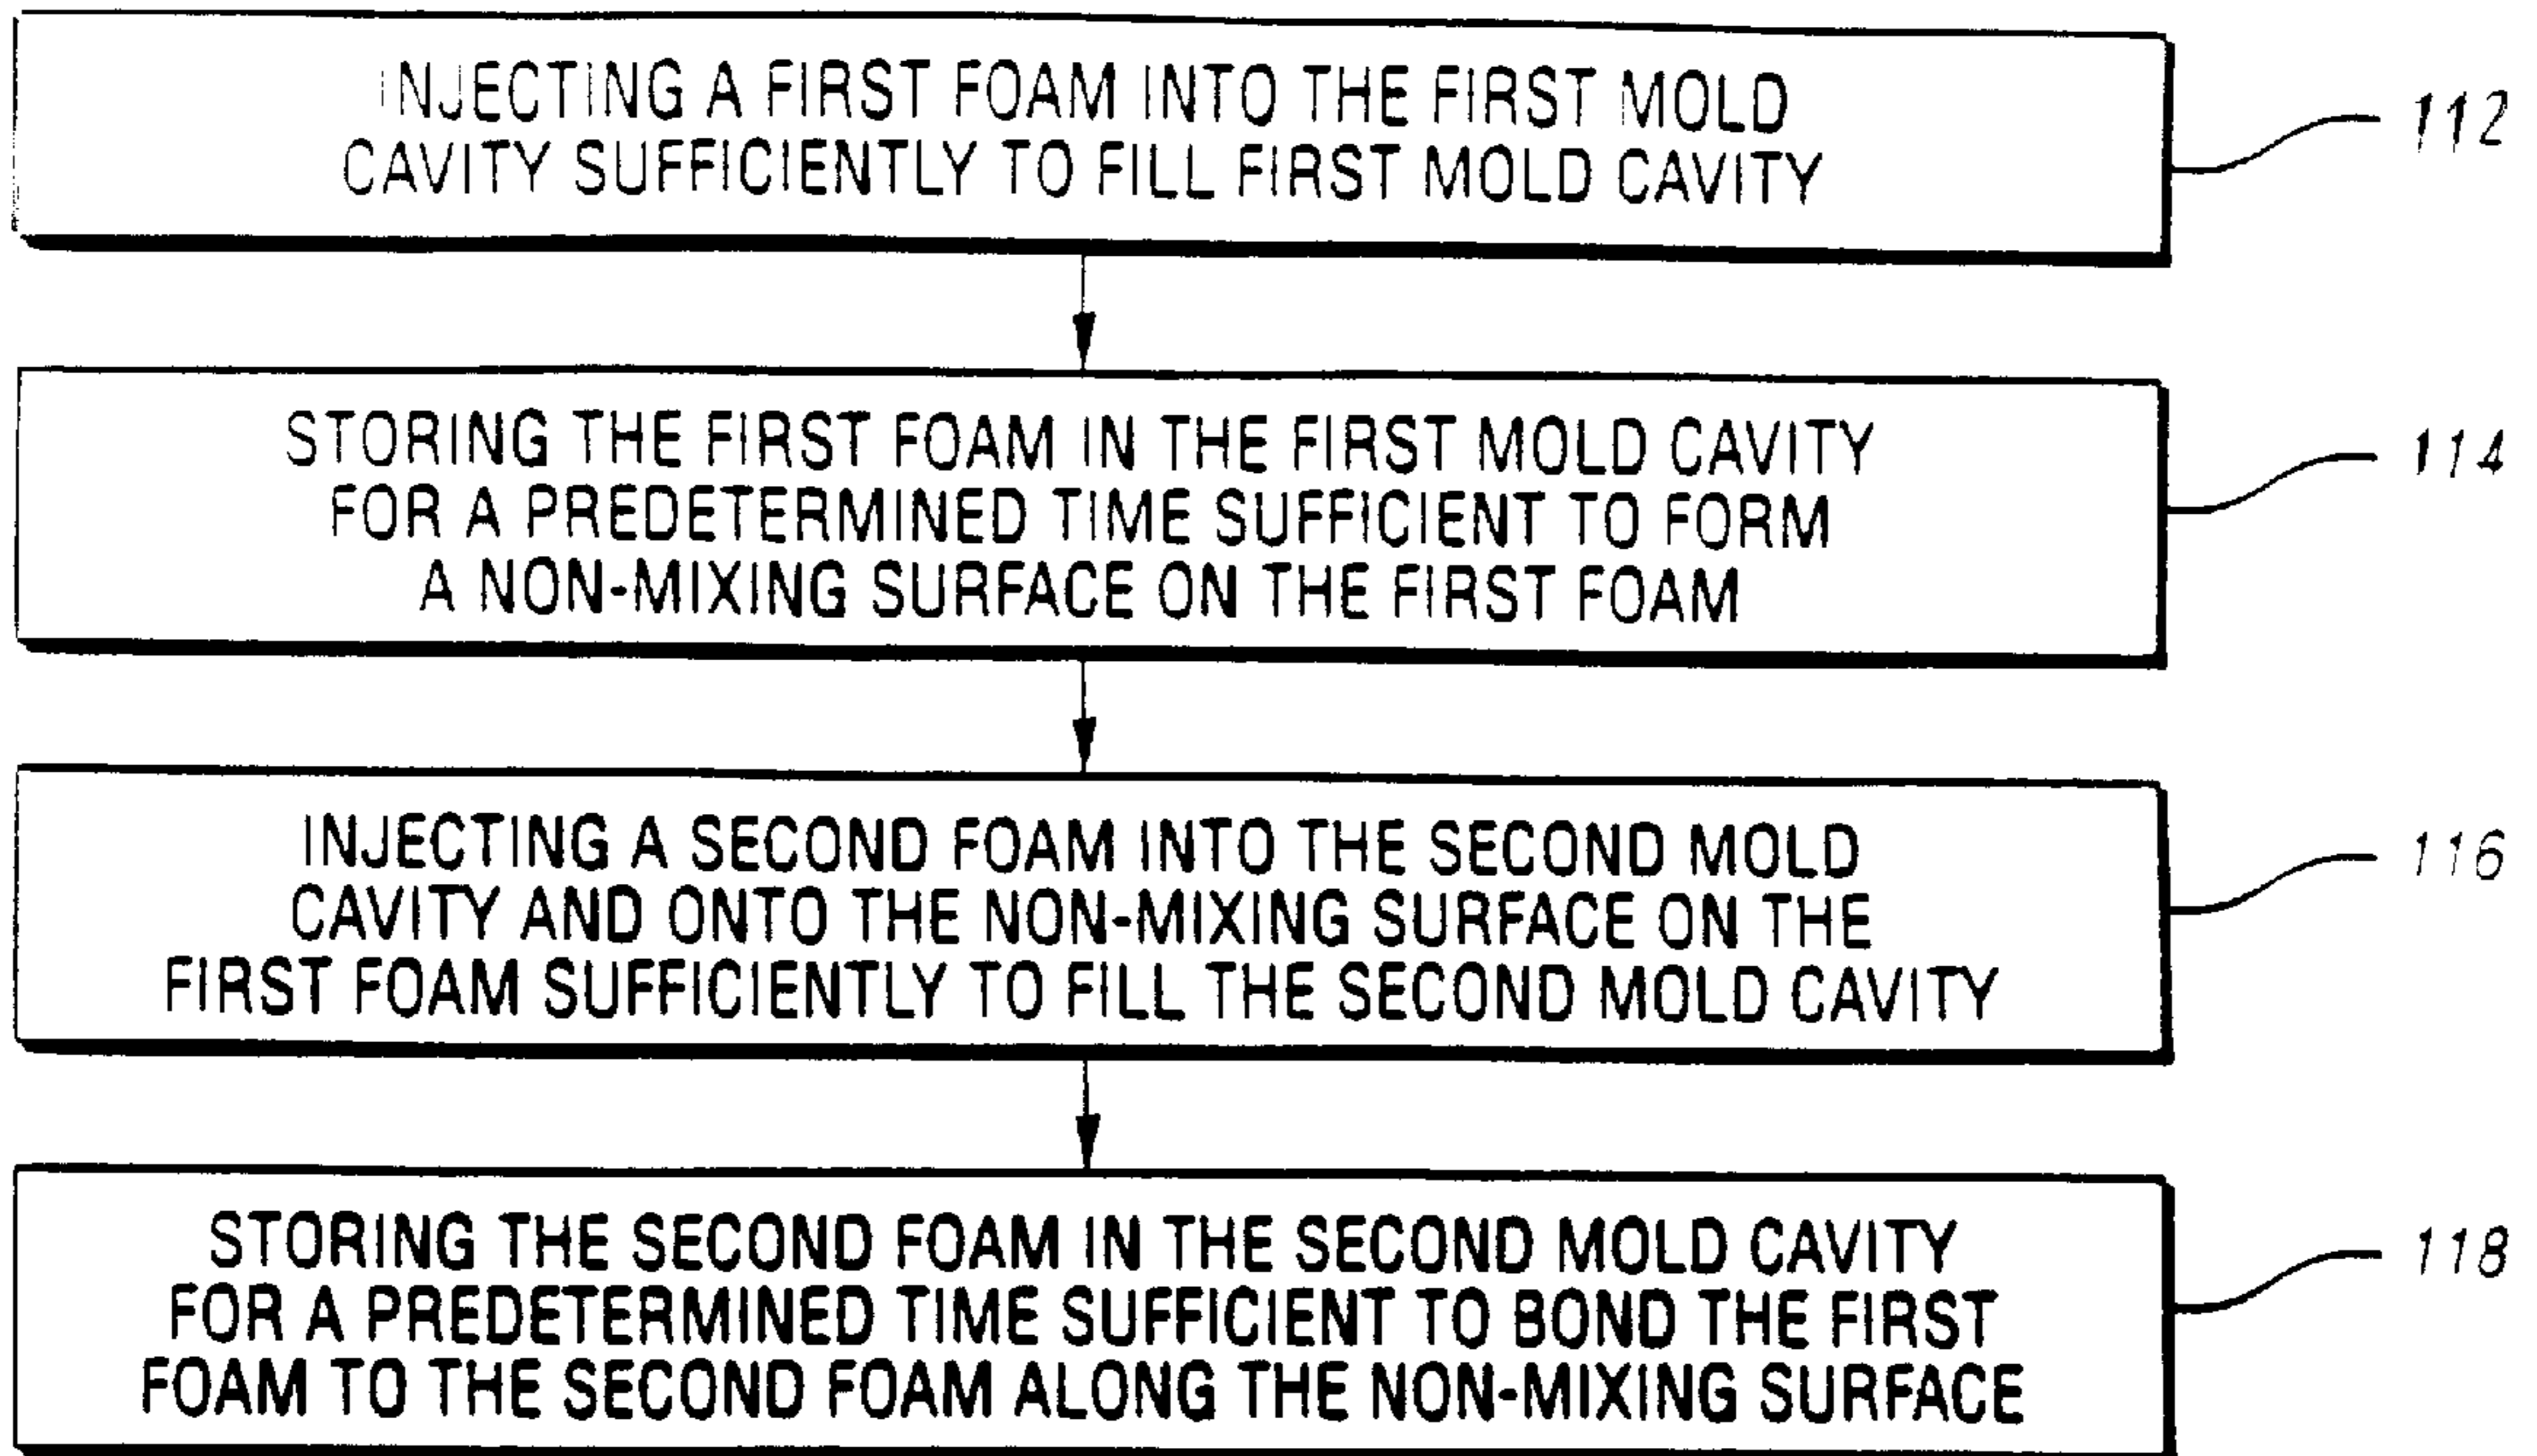 INJECTING A FIRST FOAM INTO THE FIRST MOLD
CAVITY SUFFICIENTLY TO FILL FIRST MOLD CAVITY
112
STORING THE FIRST FOAM IN THE FIRST MOLD CAVITY
FOR A PREDETERMINED TIME SUFFICIENT TO FORM
A NON-MIXING SURFACE ON THE FIRST FOAM
114
INJECTING A SECOND FOAM INTO THE SECOND MOLD
CAVITY AND ONTO THE NON-MIXING SURFACE ON THE
FIRST FOAM SUFFICIENTLY TO FILL THE SECOND MOLD CAVITY
116
STORING THE SECOND FOAM IN THE SECOND MOLD CAVITY
FOR A PREDETERMINED TIME SUFFICIENT TO BOND THE FIRST
FOAM TO THE SECOND FOAM ALONG THE NON-MIXING SURFACE
118